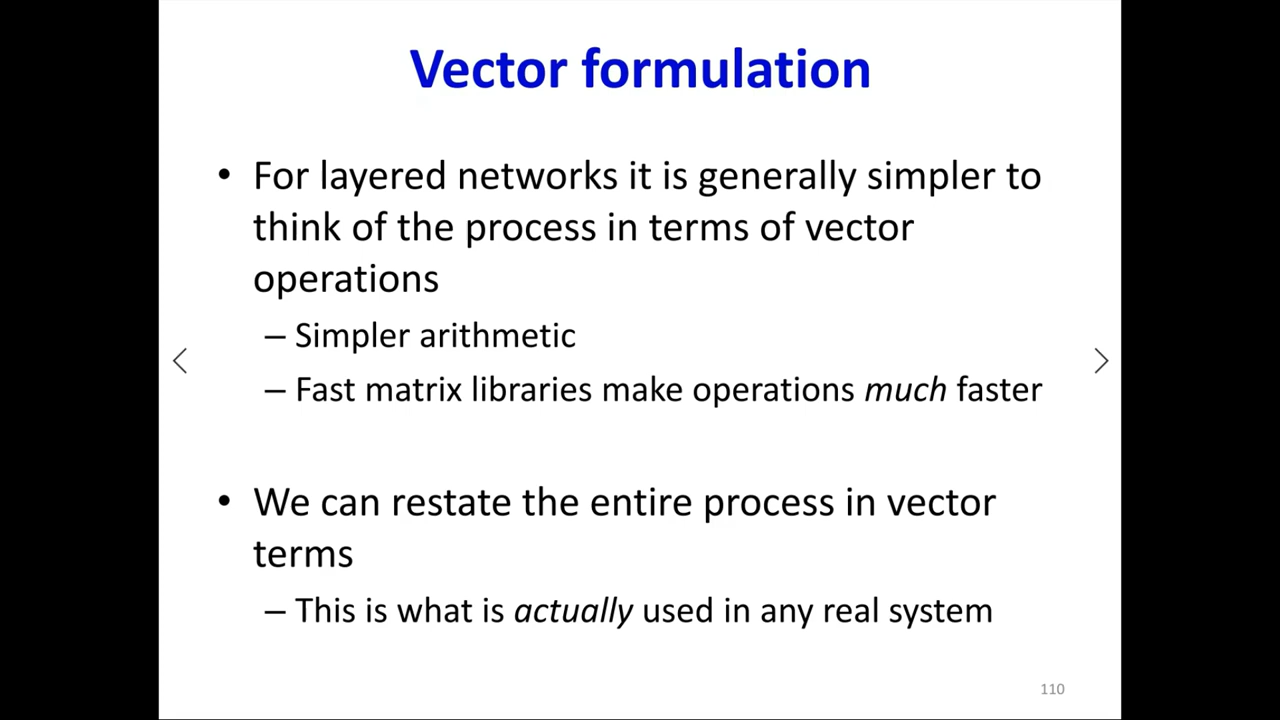 Vector formulation
• For layered networks it is generally simpler to
think of the process in terms of vector
operations
– Simpler arithmetic
– Fast matrix libraries make operations much faster
• We can restate the entire process in vector
terms
– This is what is actually used in any real system
110